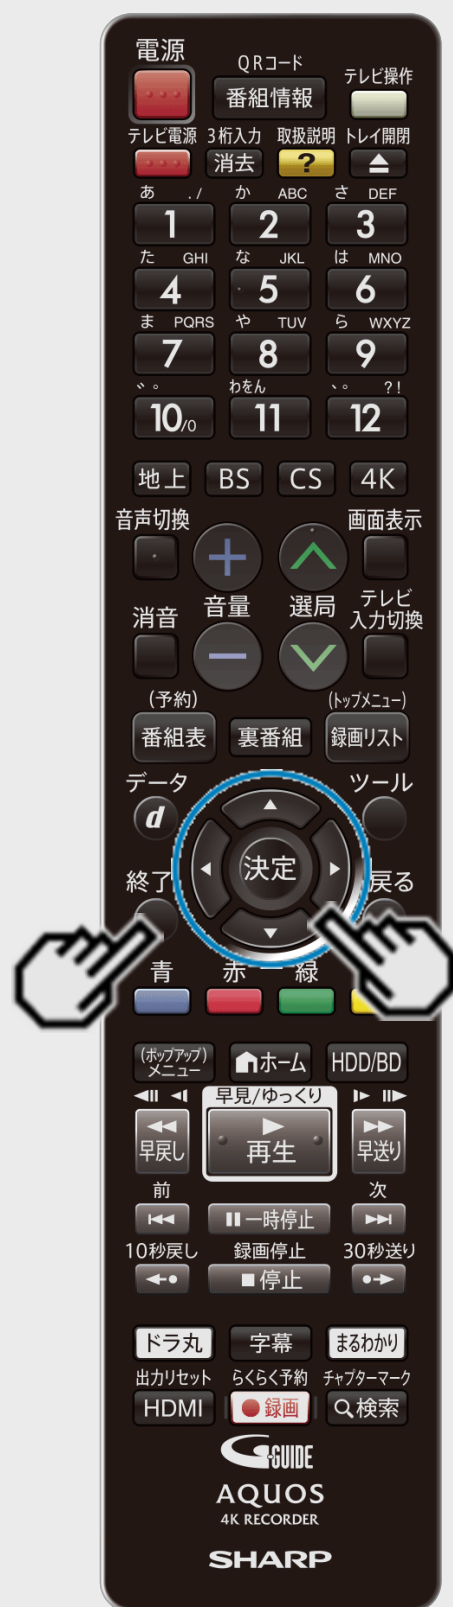 電源
QRコード
テレビ操作
番組情報
テレビ電源 3桁入力 取扱説明 トレイ開閉
消去 ?
あ ./ か ABC さ DEF
1 2 3
た GHI な JKL は MNO
4 5 6
ま PQRS や TUV ら WXYZ
7 8 9
゛゜ わをん 、。 ?!
10/0 11 12
地上 BS CS 4K
音声切換 画面表示
+
消音 音量 選局 テレビ
入力切換
−
(予約) (トップメニュー)
番組表 裏番組 録画リスト
データ ツール
d
決定
終了 戻る
青 赤 緑
(ポップアップ)
メニュー ホーム HDD/BD
早見/ゆっくり
早戻し 再生 早送り
前 次
一時停止
10秒戻し 録画停止 30秒送り
停止
ドラ丸 字幕 まるわかり
出力リセット らくらく予約 チャプターマーク
HDMI 録画 検索
G-GUIDE
AQUOS
4K RECORDER
SHARP